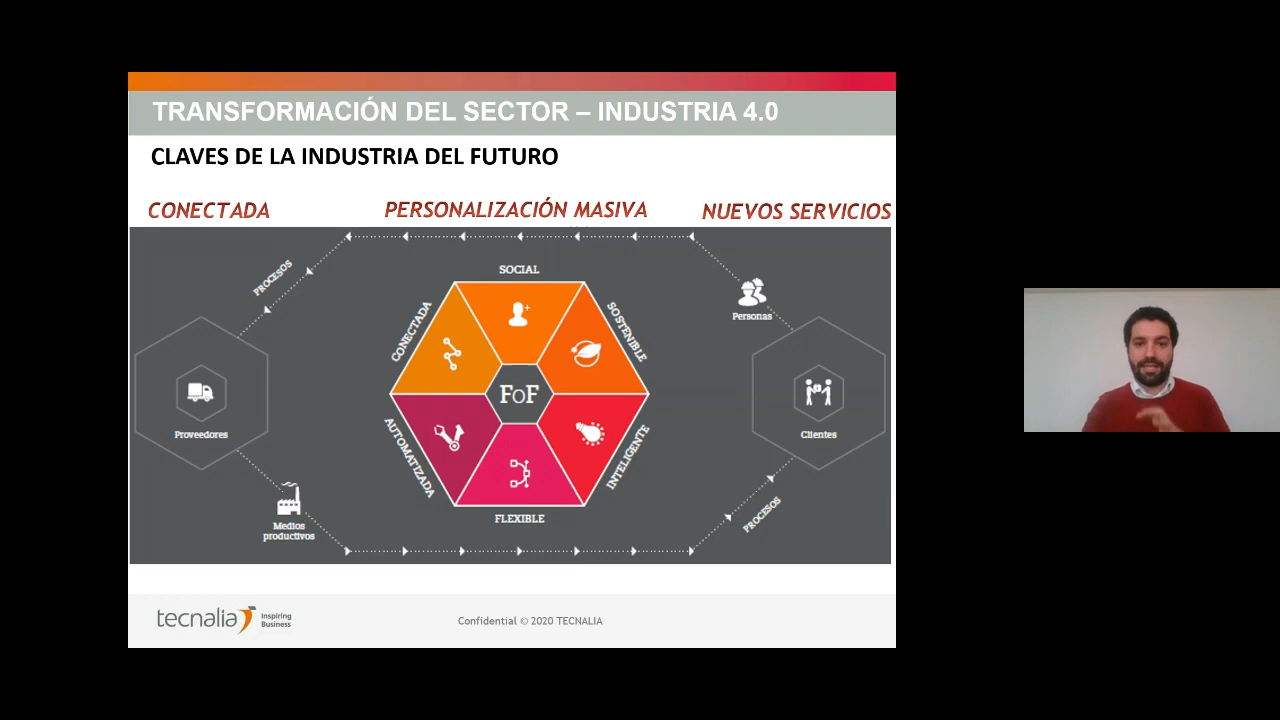 TRANSFORMACIÓN DEL SECTOR – INDUSTRIA 4.0
CLAVES DE LA INDUSTRIA DEL FUTURO
CONECTADA
PERSONALIZACIÓN MASIVA
NUEVOS SERVICIOS
PROCESOS
SOCIAL
CONECTADA
SOSTENIBLE
Personas
FoF
Proveedores
Clientes
AUTOMATIZADA
INTELIGENTE
FLEXIBLE
Medios
productivos
PROCESOS
tecnalia
Inspiring
Business
Confidential © 2020 TECNALIA